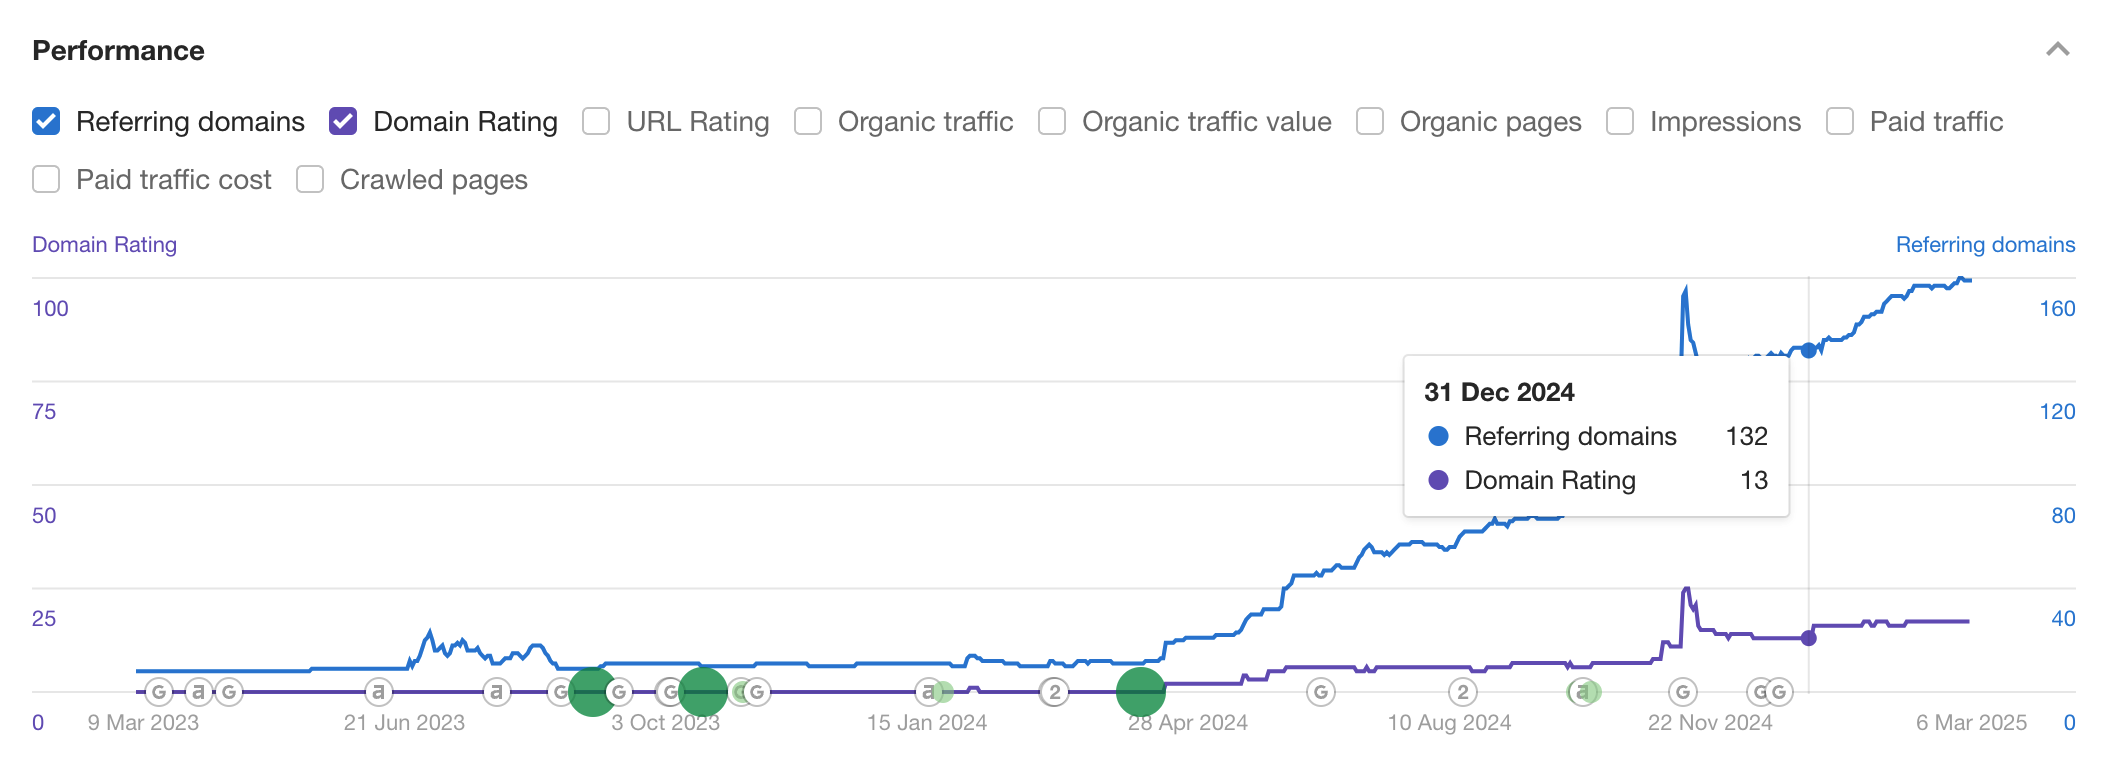 Performance
Referring domains Domain Rating URL Rating Organic traffic Organic traffic value Organic pages Impressions Paid traffic
Paid traffic cost Crawled pages
Domain Rating Referring domains
100 160
75 120
50 80
25 40
31 Dec 2024
Referring domains 132
Domain Rating 13
G a G a a G G G G G a 2 G 2 a G G G
0 9 Mar 2023 21 Jun 2023 3 Oct 2023 15 Jan 2024 28 Apr 2024 10 Aug 2024 22 Nov 2024 6 Mar 2025 0